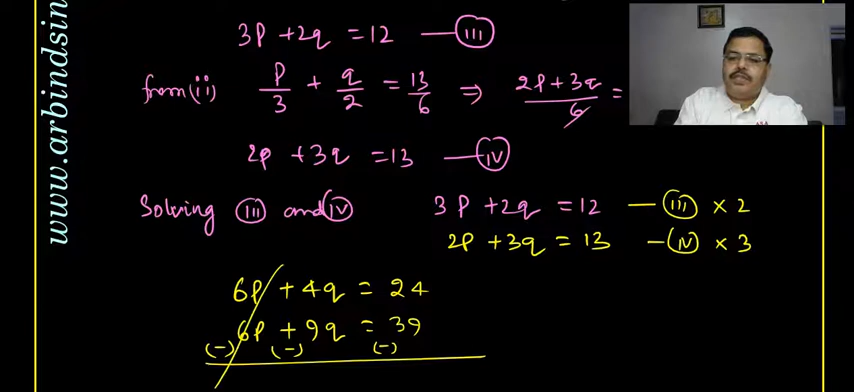 3p + 2q = 12 — (III)
from (ii) p/3 + q/2 = 13/6 ⇒ 2p + 3q/6 =
2p + 3q = 13 — (IV)
Solving (III) and (IV) 3p + 2q = 12 — (III) × 2
2p + 3q = 13 — (IV) × 3
6p + 4q = 24
6p + 9q = 39
(-) (-) (-)
www.arbindsin